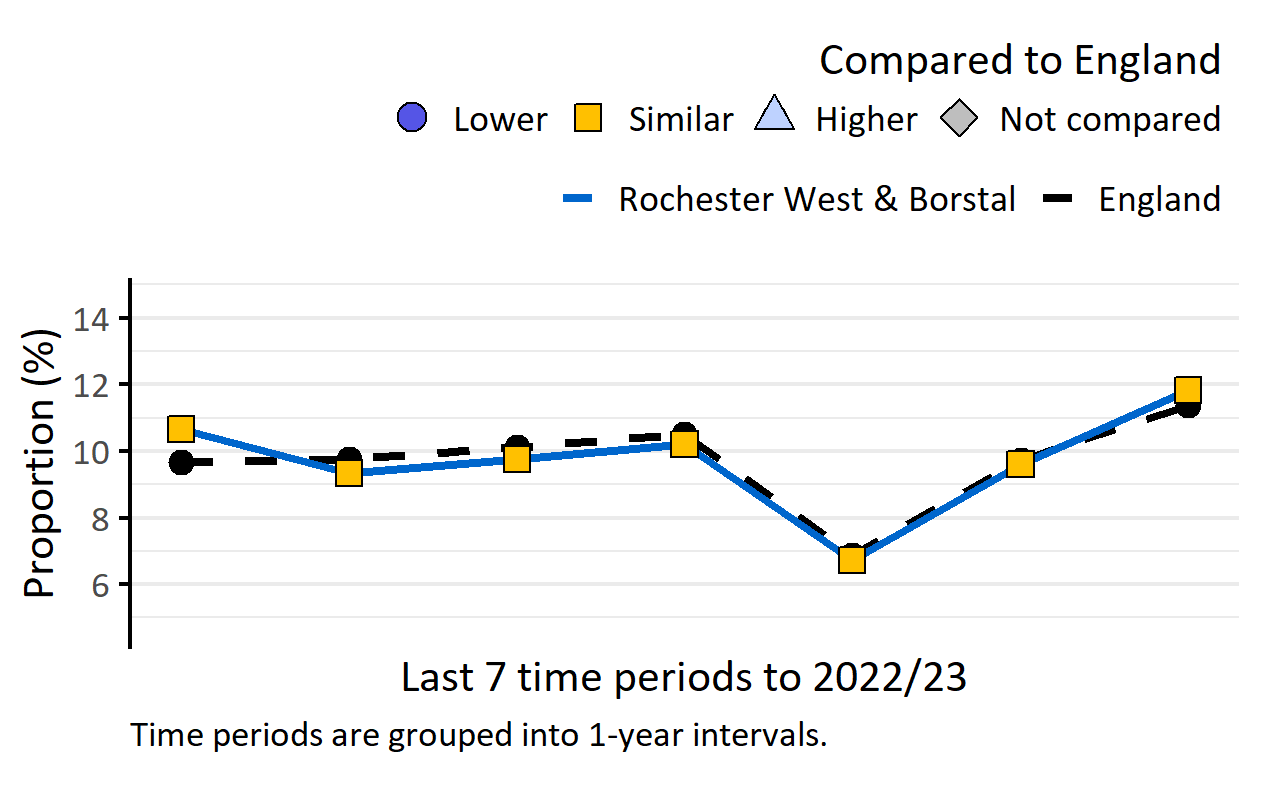 Compared to England
Lower Similar Higher Not compared
Rochester West & Borstal England
Proportion (%)
14
12
10
8
6
Last 7 time periods to 2022/23
Time periods are grouped into 1-year intervals.